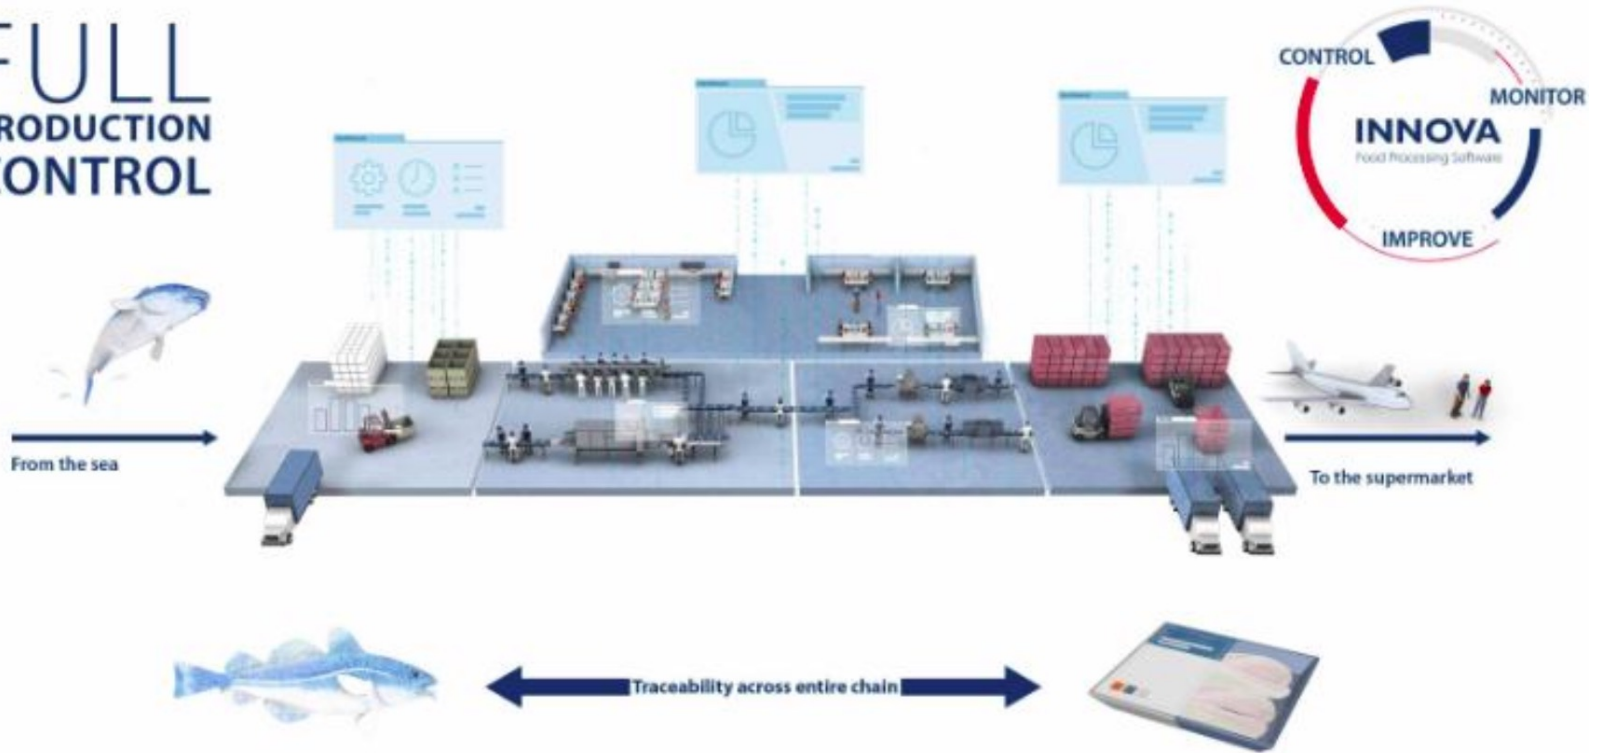 FULL
RODUCTION
CONTROL
CONTROL
MONITOR
INNOVA
Food Processing Software
IMPROVE
From the sea
To the supermarket
Traceability across entire chain